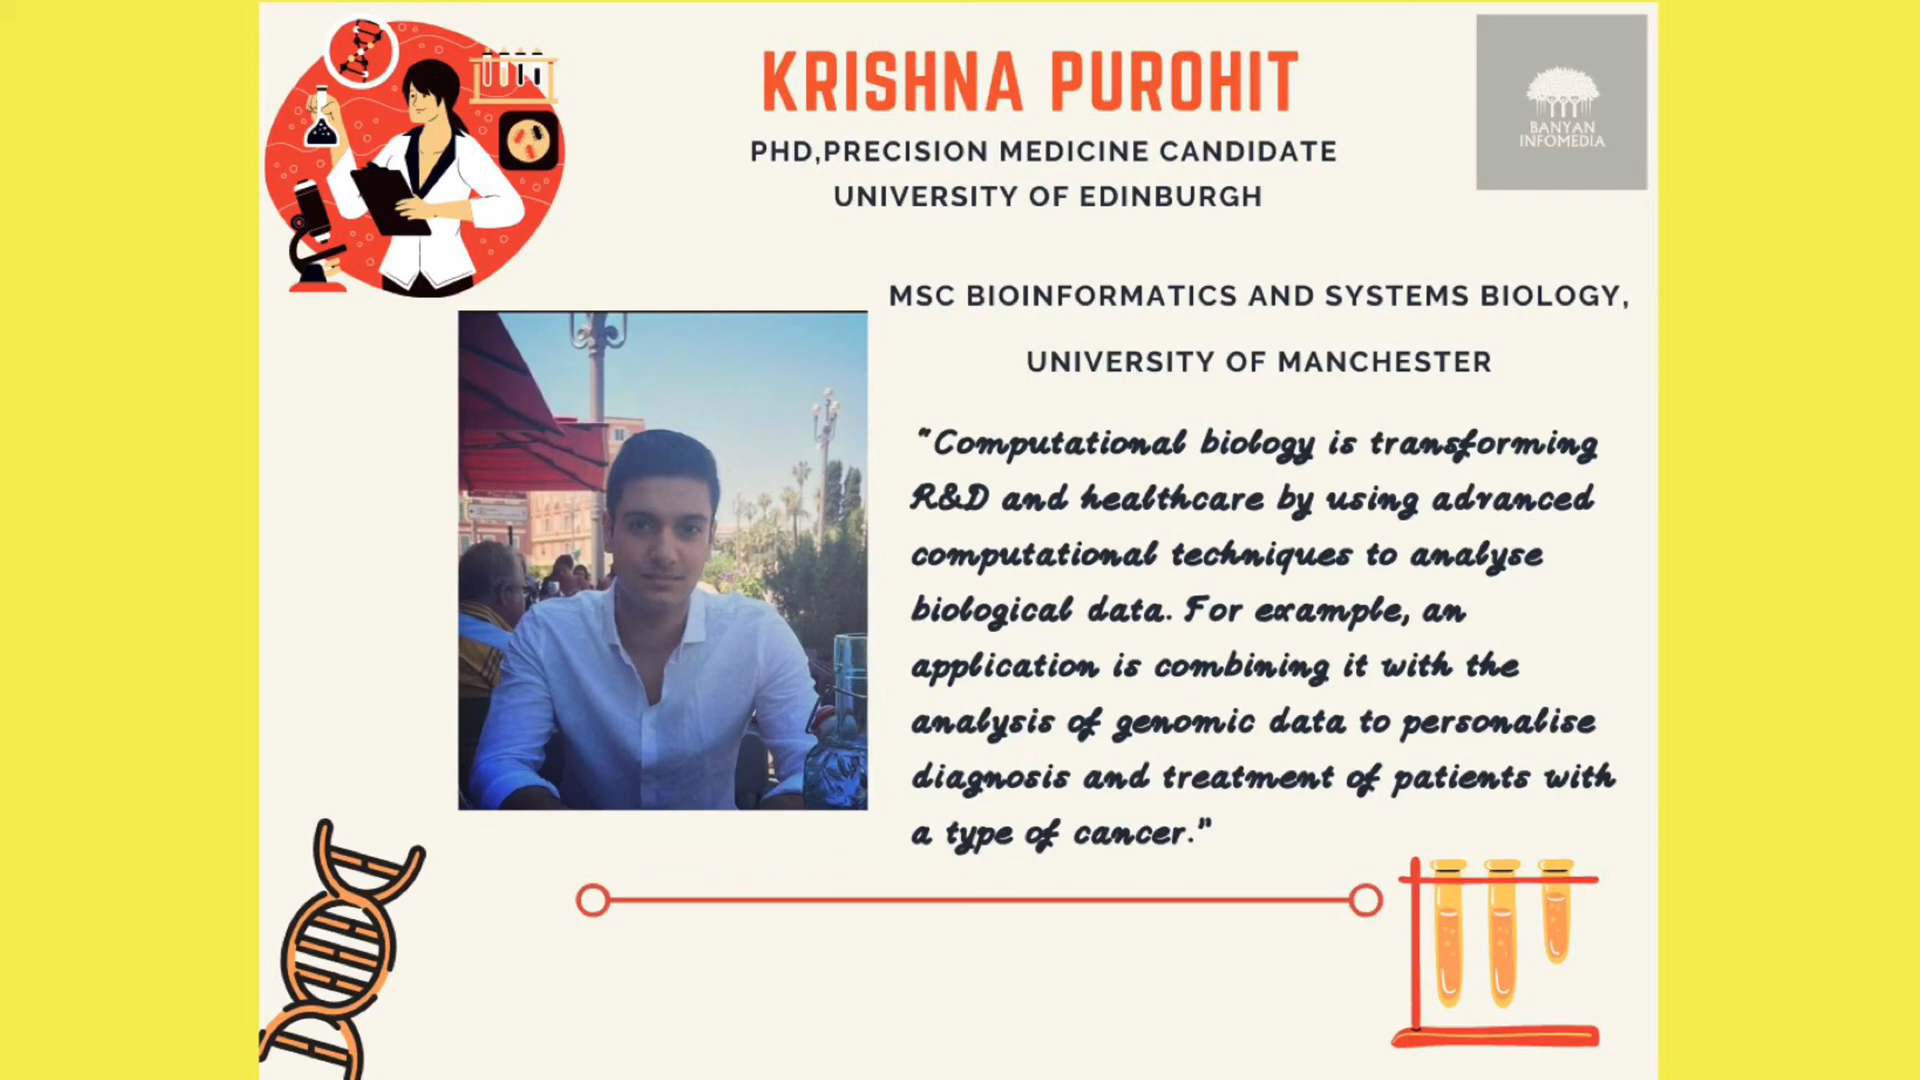 KRISHNA PUROHIT
PHD,PRECISION MEDICINE CANDIDATE
UNIVERSITY OF EDINBURGH
BANYAN
INFOMEDIA
MSC BIOINFORMATICS AND SYSTEMS BIOLOGY,
UNIVERSITY OF MANCHESTER
"Computational biology is transforming
R&D and healthcare by using advanced
computational techniques to analyse
biological data. For example, an
application is combining it with the
analysis of genomic data to personalise
diagnosis and treatment of patients with
a type of cancer."